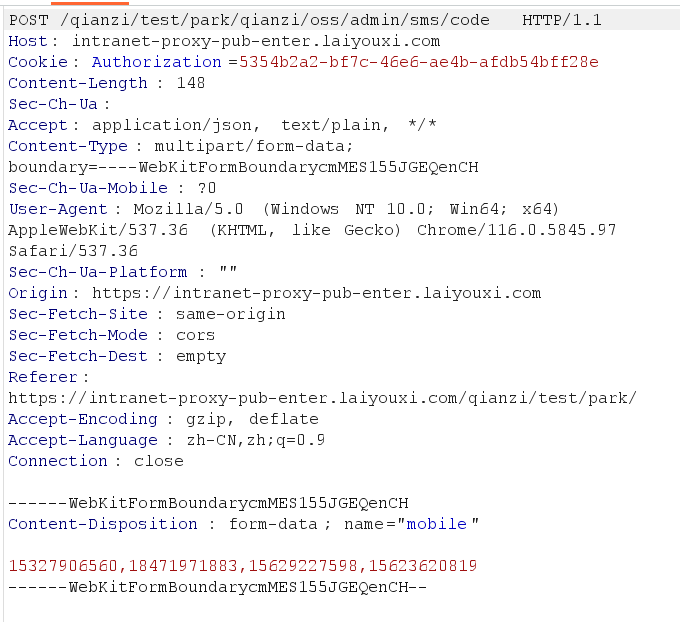 POST /qianzi/test/park/qianzi/oss/admin/sms/code HTTP/1.1
Host: intranet-proxy-pub-enter.laiyouxi.com
Cookie: Authorization=5354b2a2-bf7c-46e6-ae4b-afdb54bff28e
Content-Length: 148
Sec-Ch-Ua:
Accept: application/json, text/plain, */*
Content-Type: multipart/form-data;
boundary=----WebKitFormBoundarycmMES155JGEQenCH
Sec-Ch-Ua-Mobile: ?0
User-Agent: Mozilla/5.0 (Windows NT 10.0; Win64; x64)
AppleWebKit/537.36 (KHTML, like Gecko) Chrome/116.0.5845.97
Safari/537.36
Sec-Ch-Ua-Platform: ""
Origin: https://intranet-proxy-pub-enter.laiyouxi.com
Sec-Fetch-Site: same-origin
Sec-Fetch-Mode: cors
Sec-Fetch-Dest: empty
Referer:
https://intranet-proxy-pub-enter.laiyouxi.com/qianzi/test/park/
Accept-Encoding: gzip, deflate
Accept-Language: zh-CN,zh;q=0.9
Connection: close
------WebKitFormBoundarycmMES155JGEQenCH
Content-Disposition: form-data; name="mobile"
15327906560,18471971883,15629227598,15623620819
------WebKitFormBoundarycmMES155JGEQenCH--